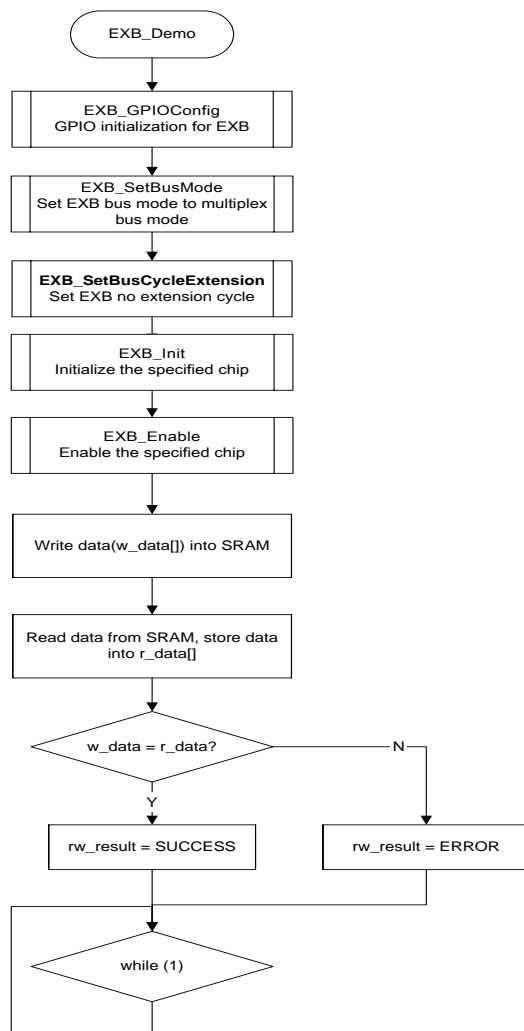 EXB_Demo
EXB_GPIOConfig
GPIO initialization for EXB
EXB_SetBusMode
Set EXB bus mode to multiplex
bus mode
EXB_SetBusCycleExtension
Set EXB no extension cycle
EXB_Init
Initialize the specified chip
EXB_Enable
Enable the specified chip
Write data(w_data[]) into SRAM
Read data from SRAM, store data
into r_data[]
w_data = r_data?
N
Y
rw_result = SUCCESS
rw_result = ERROR
while (1)